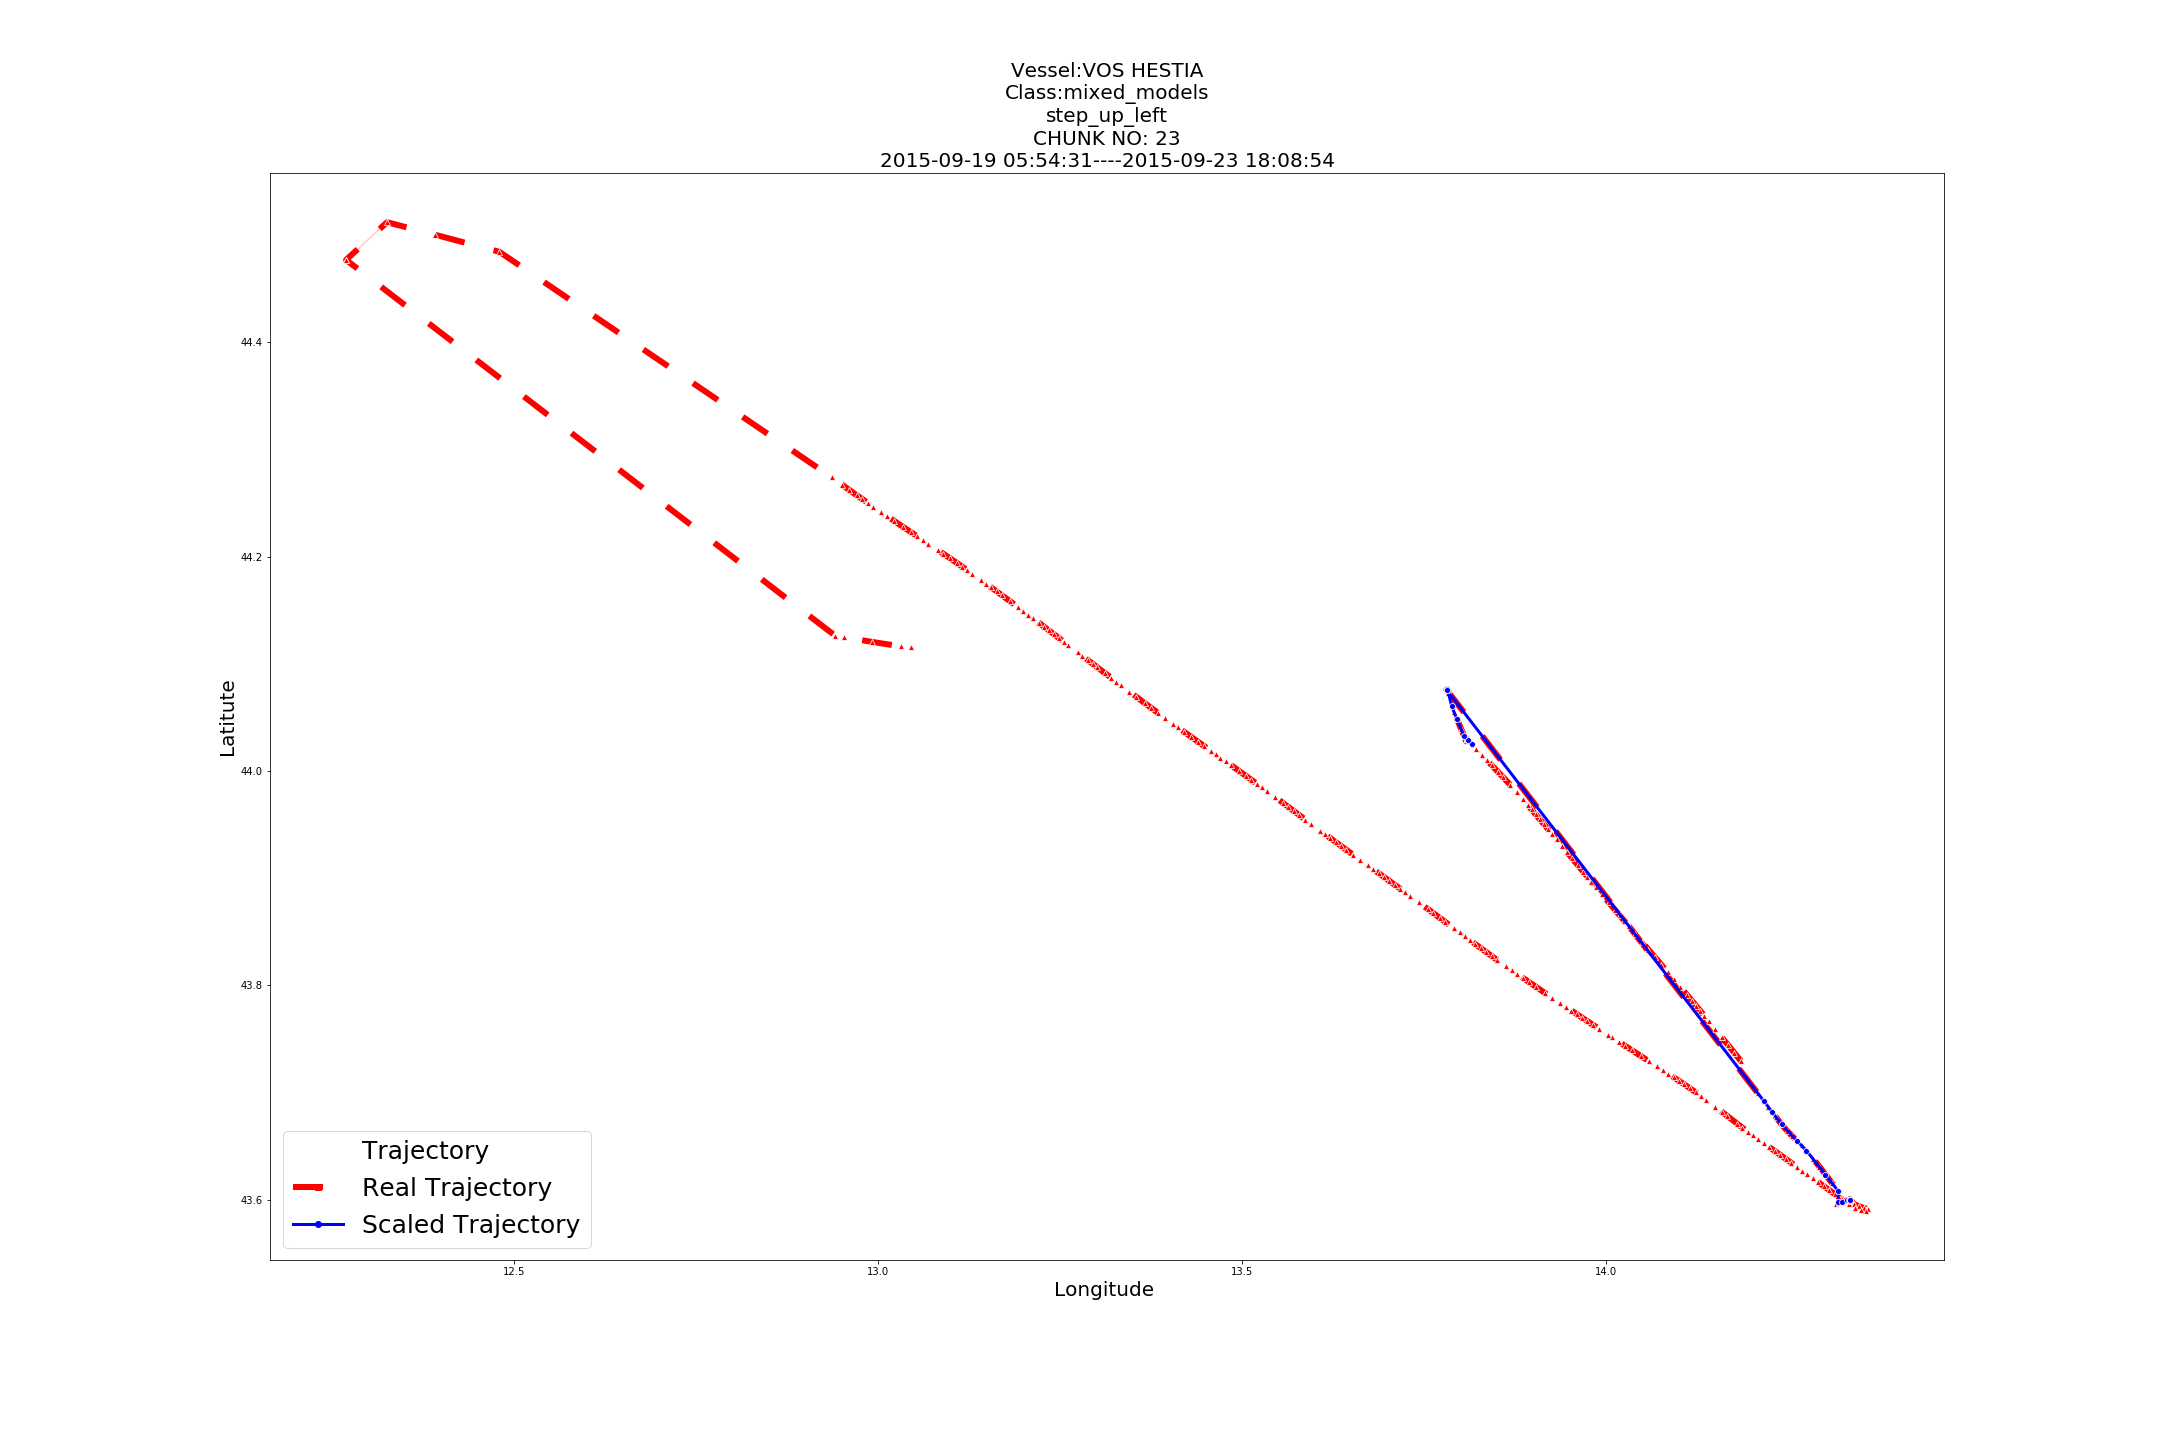 Vessel:VOS HESTIA
Class:mixed_models
step_up_left
CHUNK NO: 23
2015-09-19 05:54:31----2015-09-23 18:08:54
44.4
44.2
44.0
43.8
43.6
Latitute
12.5
13.0
13.5
14.0
Longitude
Trajectory
Real Trajectory
Scaled Trajectory